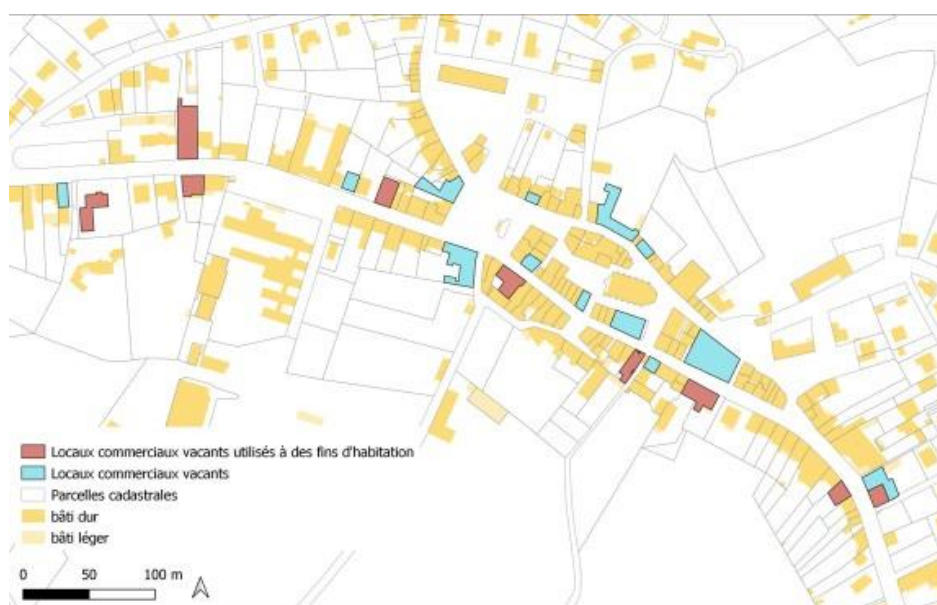 Locaux commerciaux vacants utilisés à des fins d'habitation
Locaux commerciaux vacants
Parcelles cadastrales
bâti dur
bâti léger
0 50 100 m